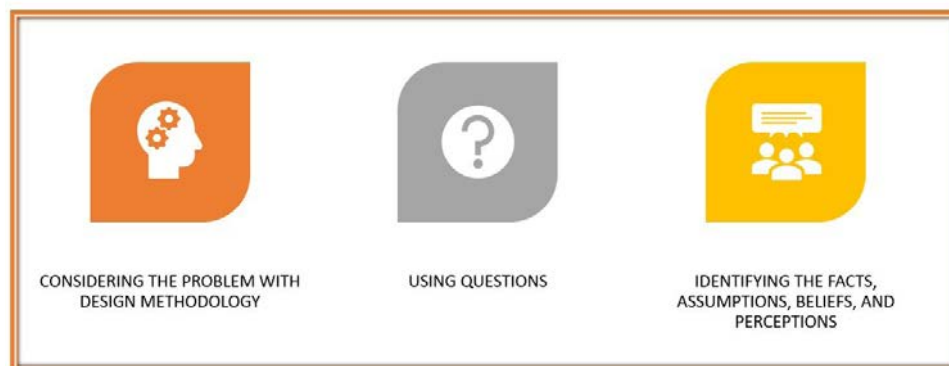 CONSIDERING THE PROBLEM WITH
DESIGN METHODOLOGY
USING QUESTIONS
IDENTIFYING THE FACTS,
ASSUMPTIONS, BELIEFS, AND
PERCEPTIONS